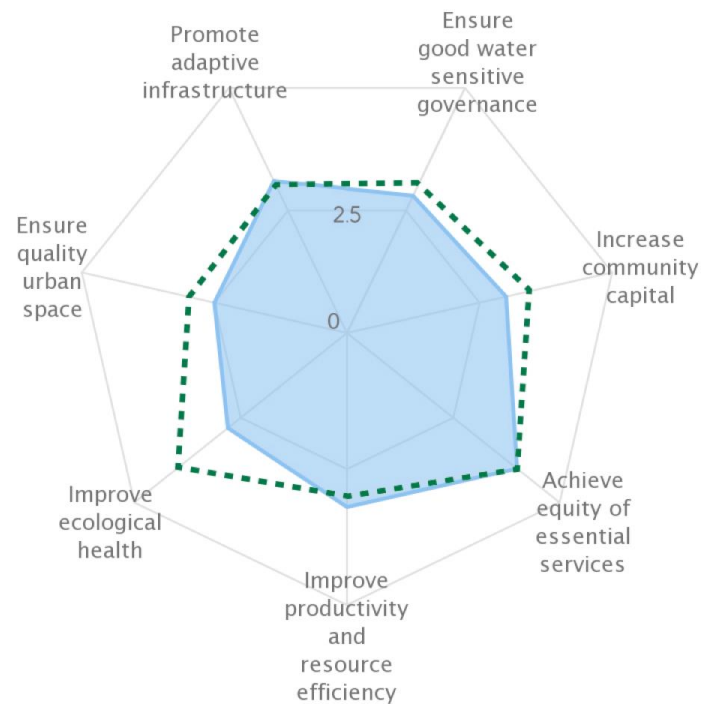 Ensure
good water
sensitive
governance
Promote
adaptive
infrastructure
Increase
community
capital
Ensure
quality
urban
space
2.5
0
Achieve
equity of
essential
services
Improve
ecological
health
Improve
productivity
and
resource
efficiency